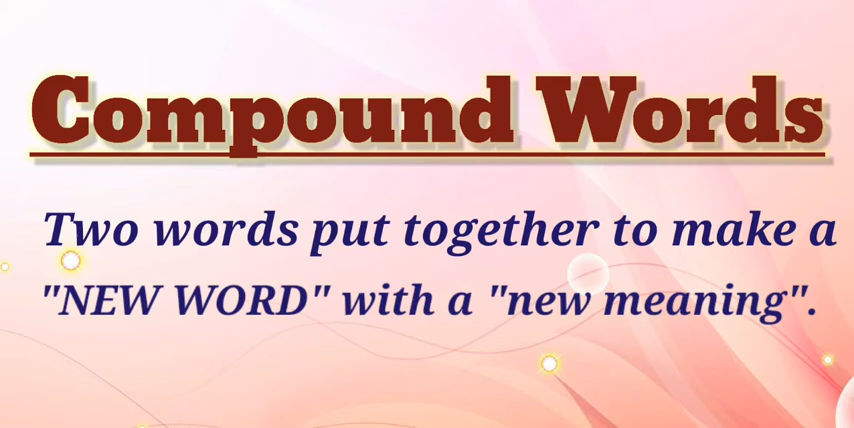 Compound Words
Two words put together to make a
"NEW WORD" with a "new meaning".